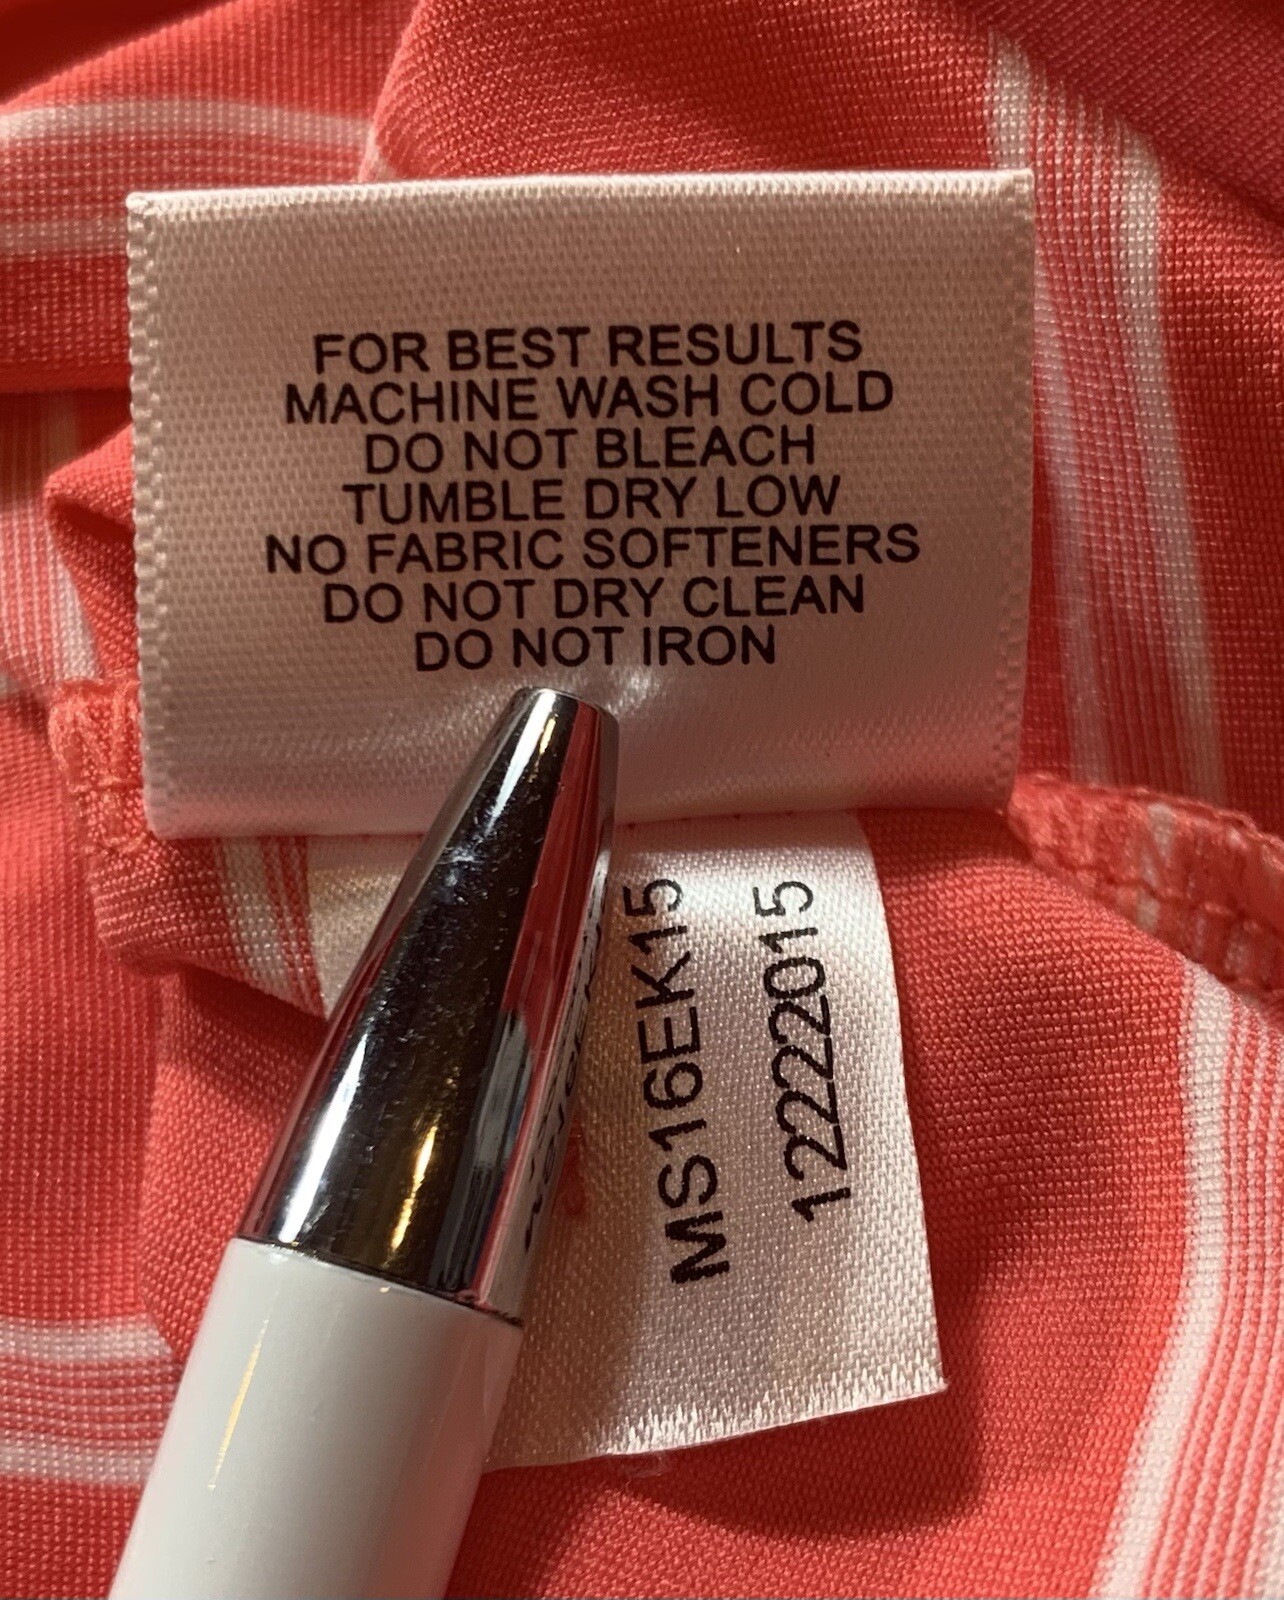 FOR BEST RESULTS
MACHINE WASH COLD
DO NOT BLEACH
TUMBLE DRY LOW
NO FABRIC SOFTENERS
DO NOT DRY CLEAN
DO NOT IRON
MS16EK15
12222015